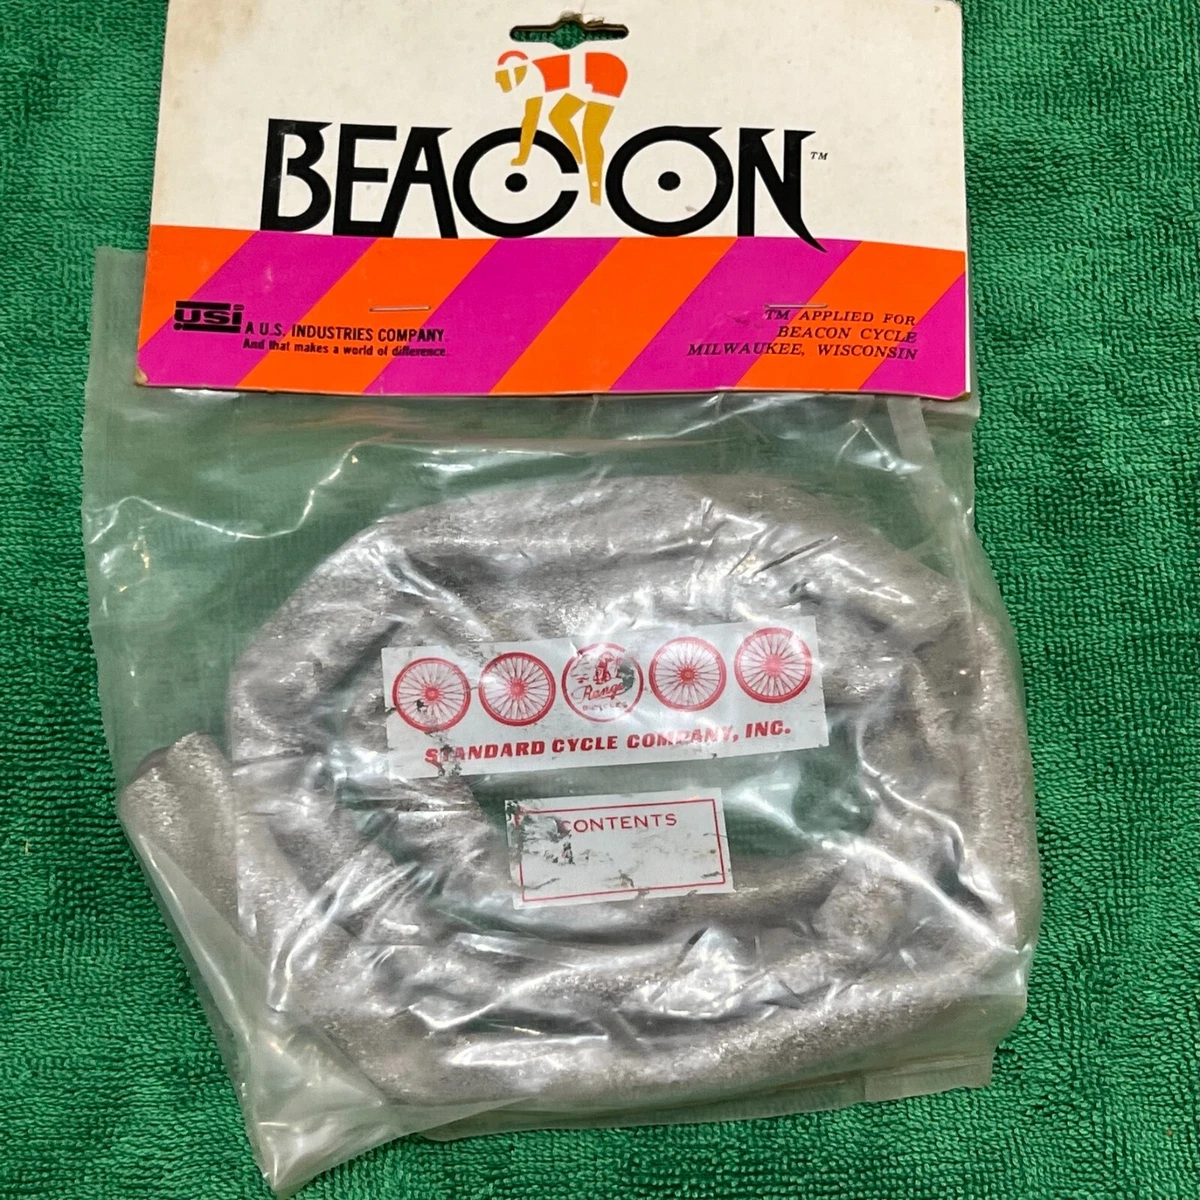 BEACON™
USI
A U.S. INDUSTRIES COMPANY.
And that makes a world of difference.
TM APPLIED FOR
BEACON CYCLE
MILWAUKEE, WISCONSIN
BICYCLES
STANDARD CYCLE COMPANY, INC.
CONTENTS